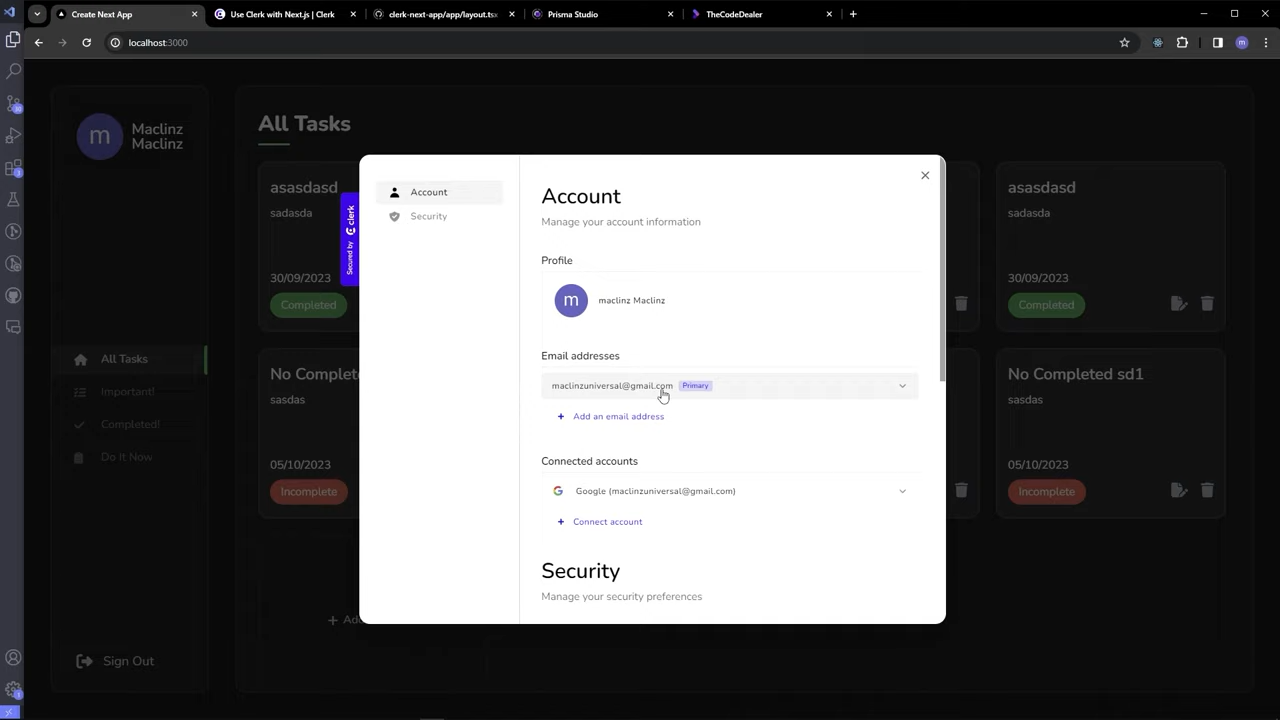 Create Next App
Use Clerk with Next.js | Clerk
clerk-next-app/app/layout.tsx
Prisma Studio
TheCodeDealer
localhost:3000
m
m
Maclinz
Maclinz
All Tasks
Important!
Completed!
Do It Now
Sign Out
All Tasks
asasdasd
sadasda
30/09/2023
Completed
asasdasd
sadasda
30/09/2023
Completed
No Complet
sasdas
05/10/2023
Incomplete
No Completed sd1
sasdas
05/10/2023
Incomplete
+ Ad
Secured by clerk
Account
Security
Account
Manage your account information
Profile
m
maclinz Maclinz
Email addresses
maclinzuniversal@gmail.com Primary
+ Add an email address
Connected accounts
Google (maclinzuniversal@gmail.com)
+ Connect account
Security
Manage your security preferences